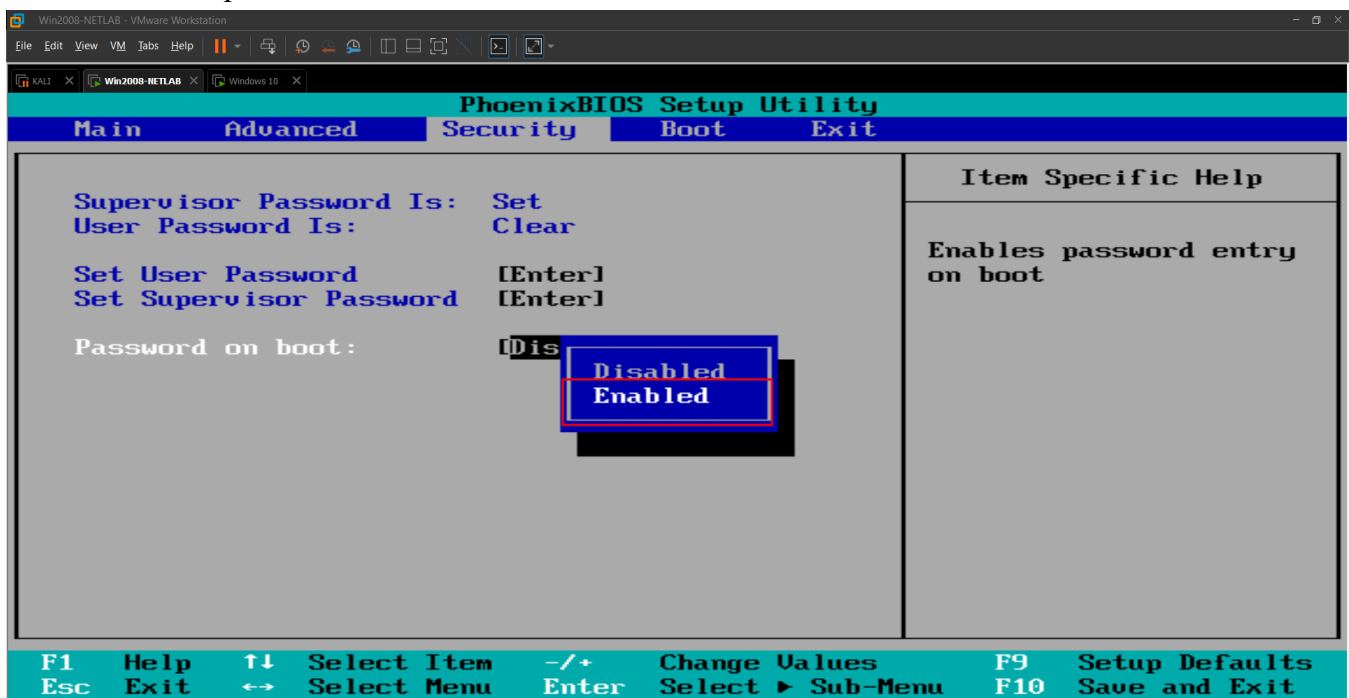 Win2008-NETLAB - VMware Workstation
File Edit View VM Tabs Help
KALI Win2008-NETLAB Windows 10
PhoenixBIOS Setup Utility
Main Advanced Security Boot Exit
Item Specific Help
Supervisor Password Is: Set
User Password Is: Clear
Enables password entry
on boot
Set User Password [Enter]
Set Supervisor Password [Enter]
Password on boot: [Dis
Disabled
Enabled
F1 Help ↑↓ Select Item -/+ Change Values F9 Setup Defaults
Esc Exit ↔ Select Menu Enter Select ▶ Sub-Menu F10 Save and Exit